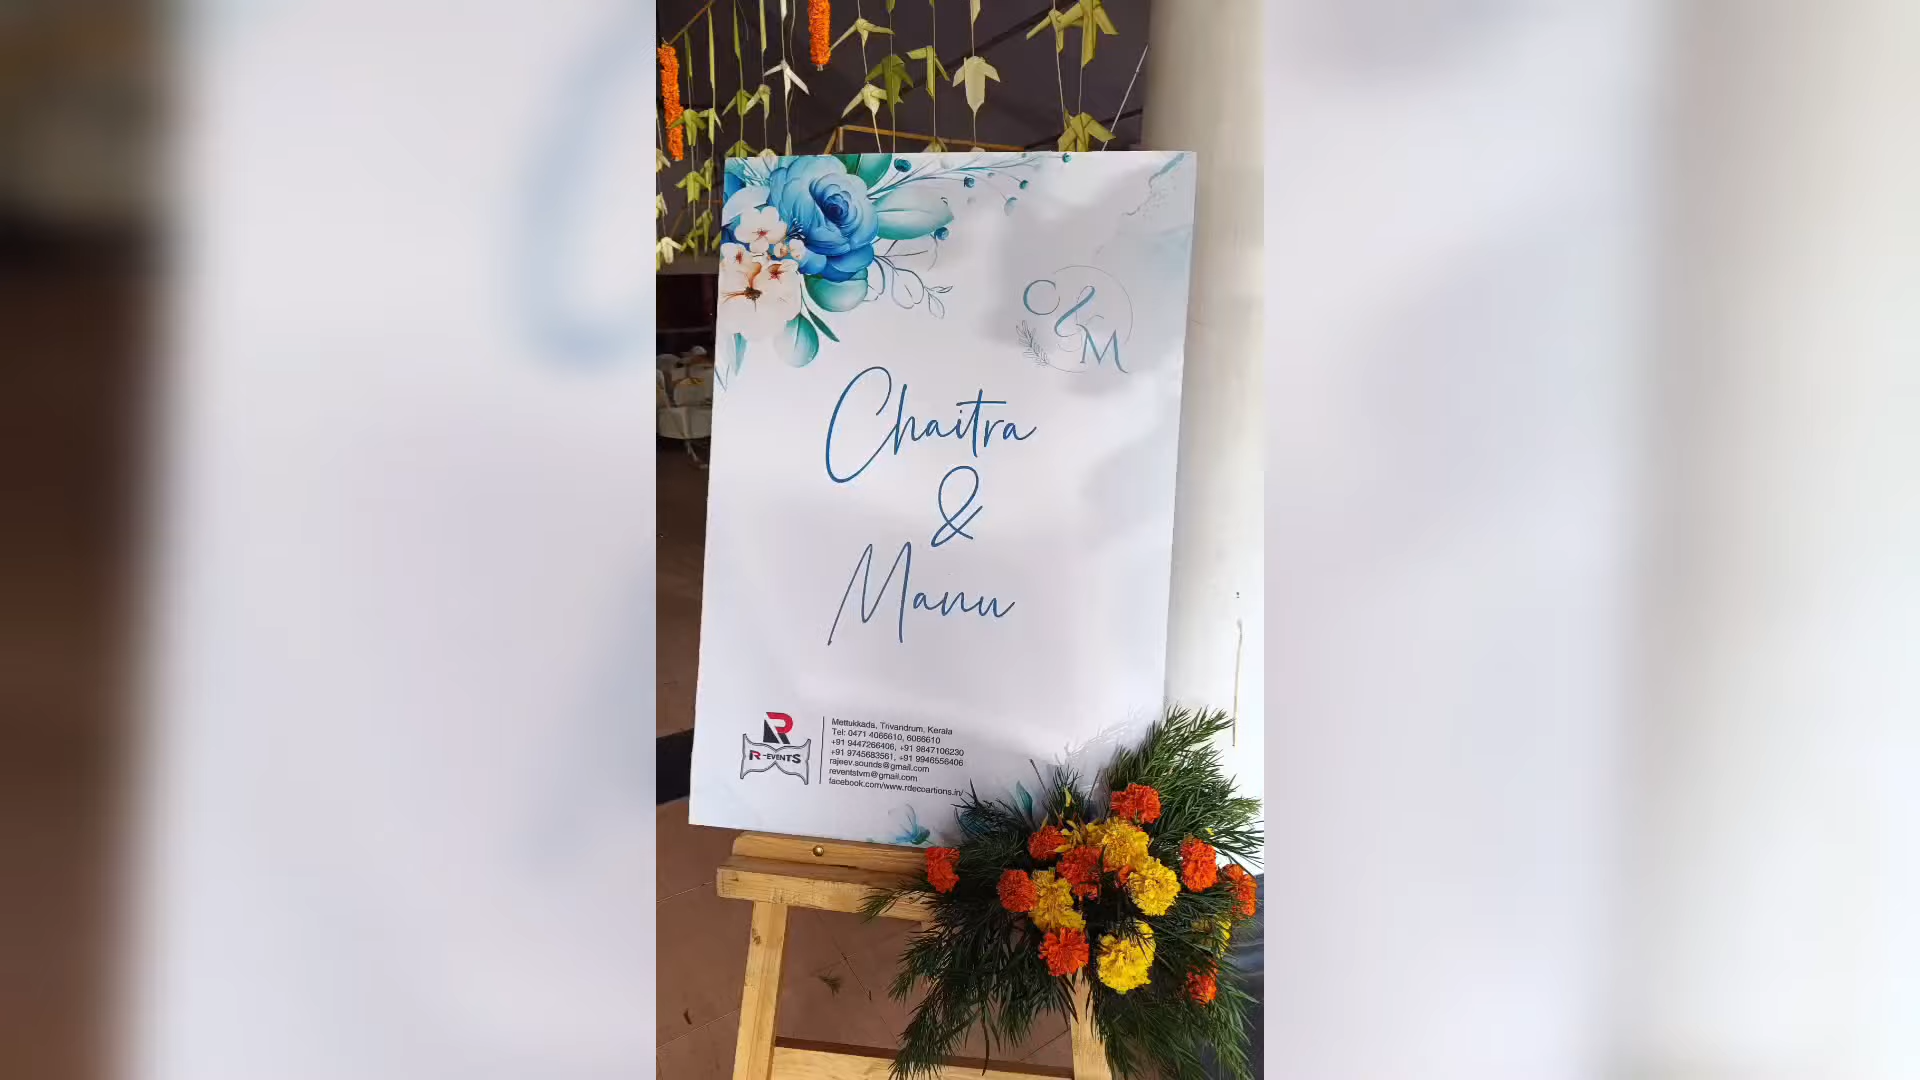 C & M
Chaitra
&
Manu
R-EVENTS
Mettukkada, Trivandrum, Kerala
Tel: 0471 4066610, 6066610
+91 9447266406, +91 9847106230
+91 9745683561, +91 9946556406
rajeev.sounds@gmail.com
reventstvm@gmail.com
facebook.com/www.rdecoartions.in/